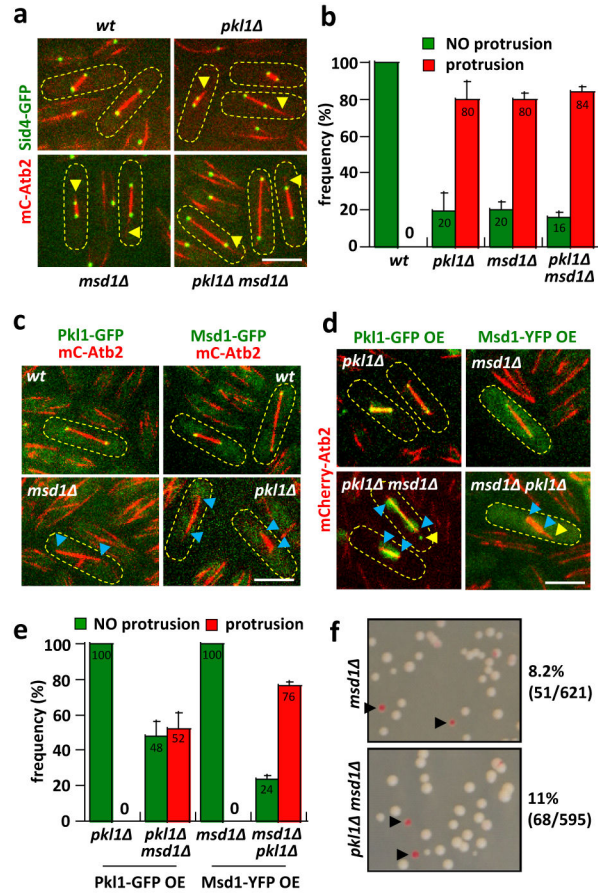 a
wt
pkl1Δ
Sid4-GFP
mC-Atb2
msd1Δ
pkl1Δ msd1Δ
b
NO protrusion
protrusion
frequency (%)
100
80
60
40
20
0
0
20
80
20
80
16
84
wt
pkl1Δ
msd1Δ
pkl1Δ
msd1Δ
c
Pkl1-GFP
mC-Atb2
Msd1-GFP
mC-Atb2
wt
wt
msd1Δ
pkl1Δ
d
Pkl1-GFP OE
Msd1-YFP OE
mCherry-Atb2
pkl1Δ
msd1Δ
pkl1Δ msd1Δ
msd1Δ pkl1Δ
e
NO protrusion
protrusion
frequency (%)
100
80
60
40
20
0
100
0
48
52
100
0
24
76
pkl1Δ
pkl1Δ
msd1Δ
msd1Δ
msd1Δ
pkl1Δ
Pkl1-GFP OE
Msd1-YFP OE
f
msd1Δ
8.2%
(51/621)
pkl1Δ msd1Δ
11%
(68/595)